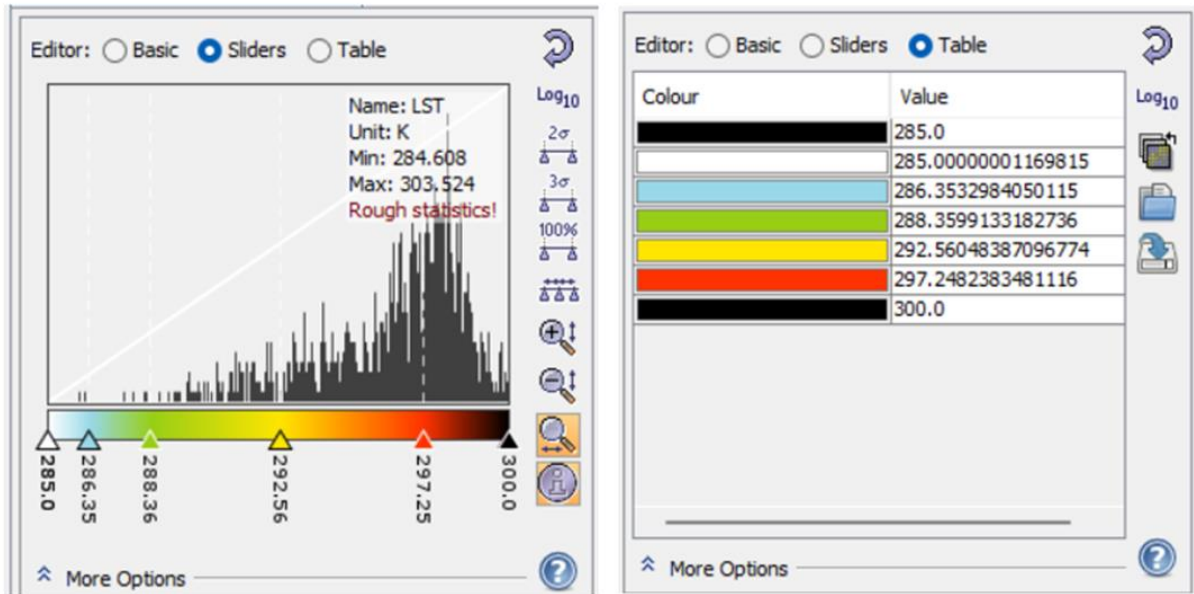 Editor: Basic Sliders Table
Name: LST
Unit: K
Min: 284.608
Max: 303.524
Rough statistics!
Log10
2σ
3σ
100%
285.0
286.35
288.36
292.56
297.25
300.0
More Options
?
Editor: Basic Sliders Table
Colour Value
285.0
285.00000001169815
286.3532984050115
288.3599133182736
292.56048387096774
297.2482383481116
300.0
Log10
More Options
?